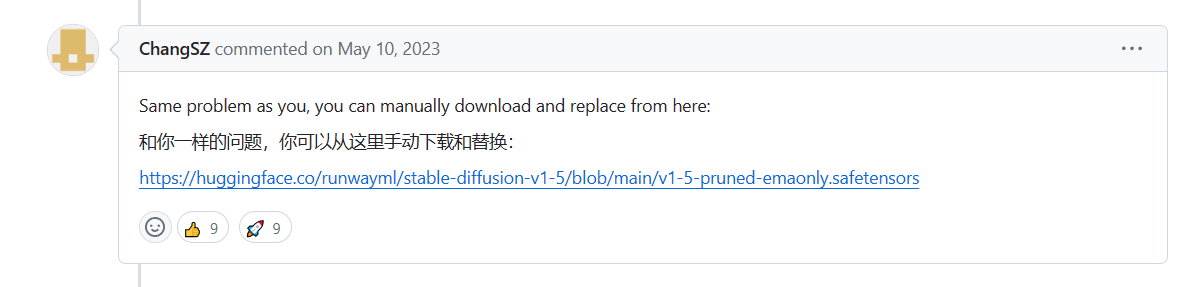 ChangSZ commented on May 10, 2023
Same problem as you, you can manually download and replace from here:
和你一样的问题，你可以从这里手动下载和替换：
https://huggingface.co/runwayml/stable-diffusion-v1-5/blob/main/v1-5-pruned-emaonly.safetensors
9 9